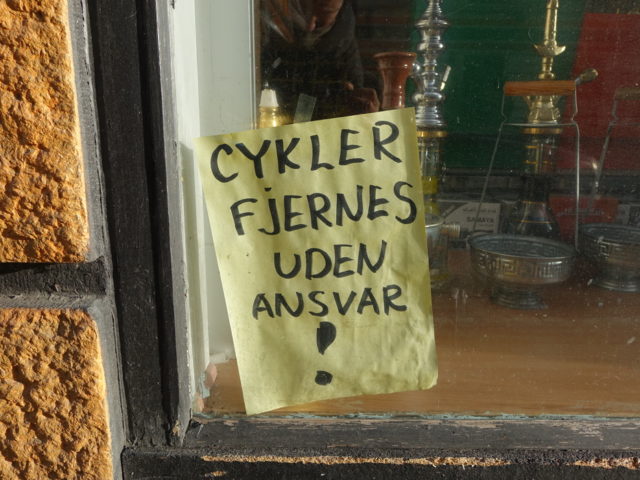 CYKLER
FJERNES
UDEN
ANSVAR
!